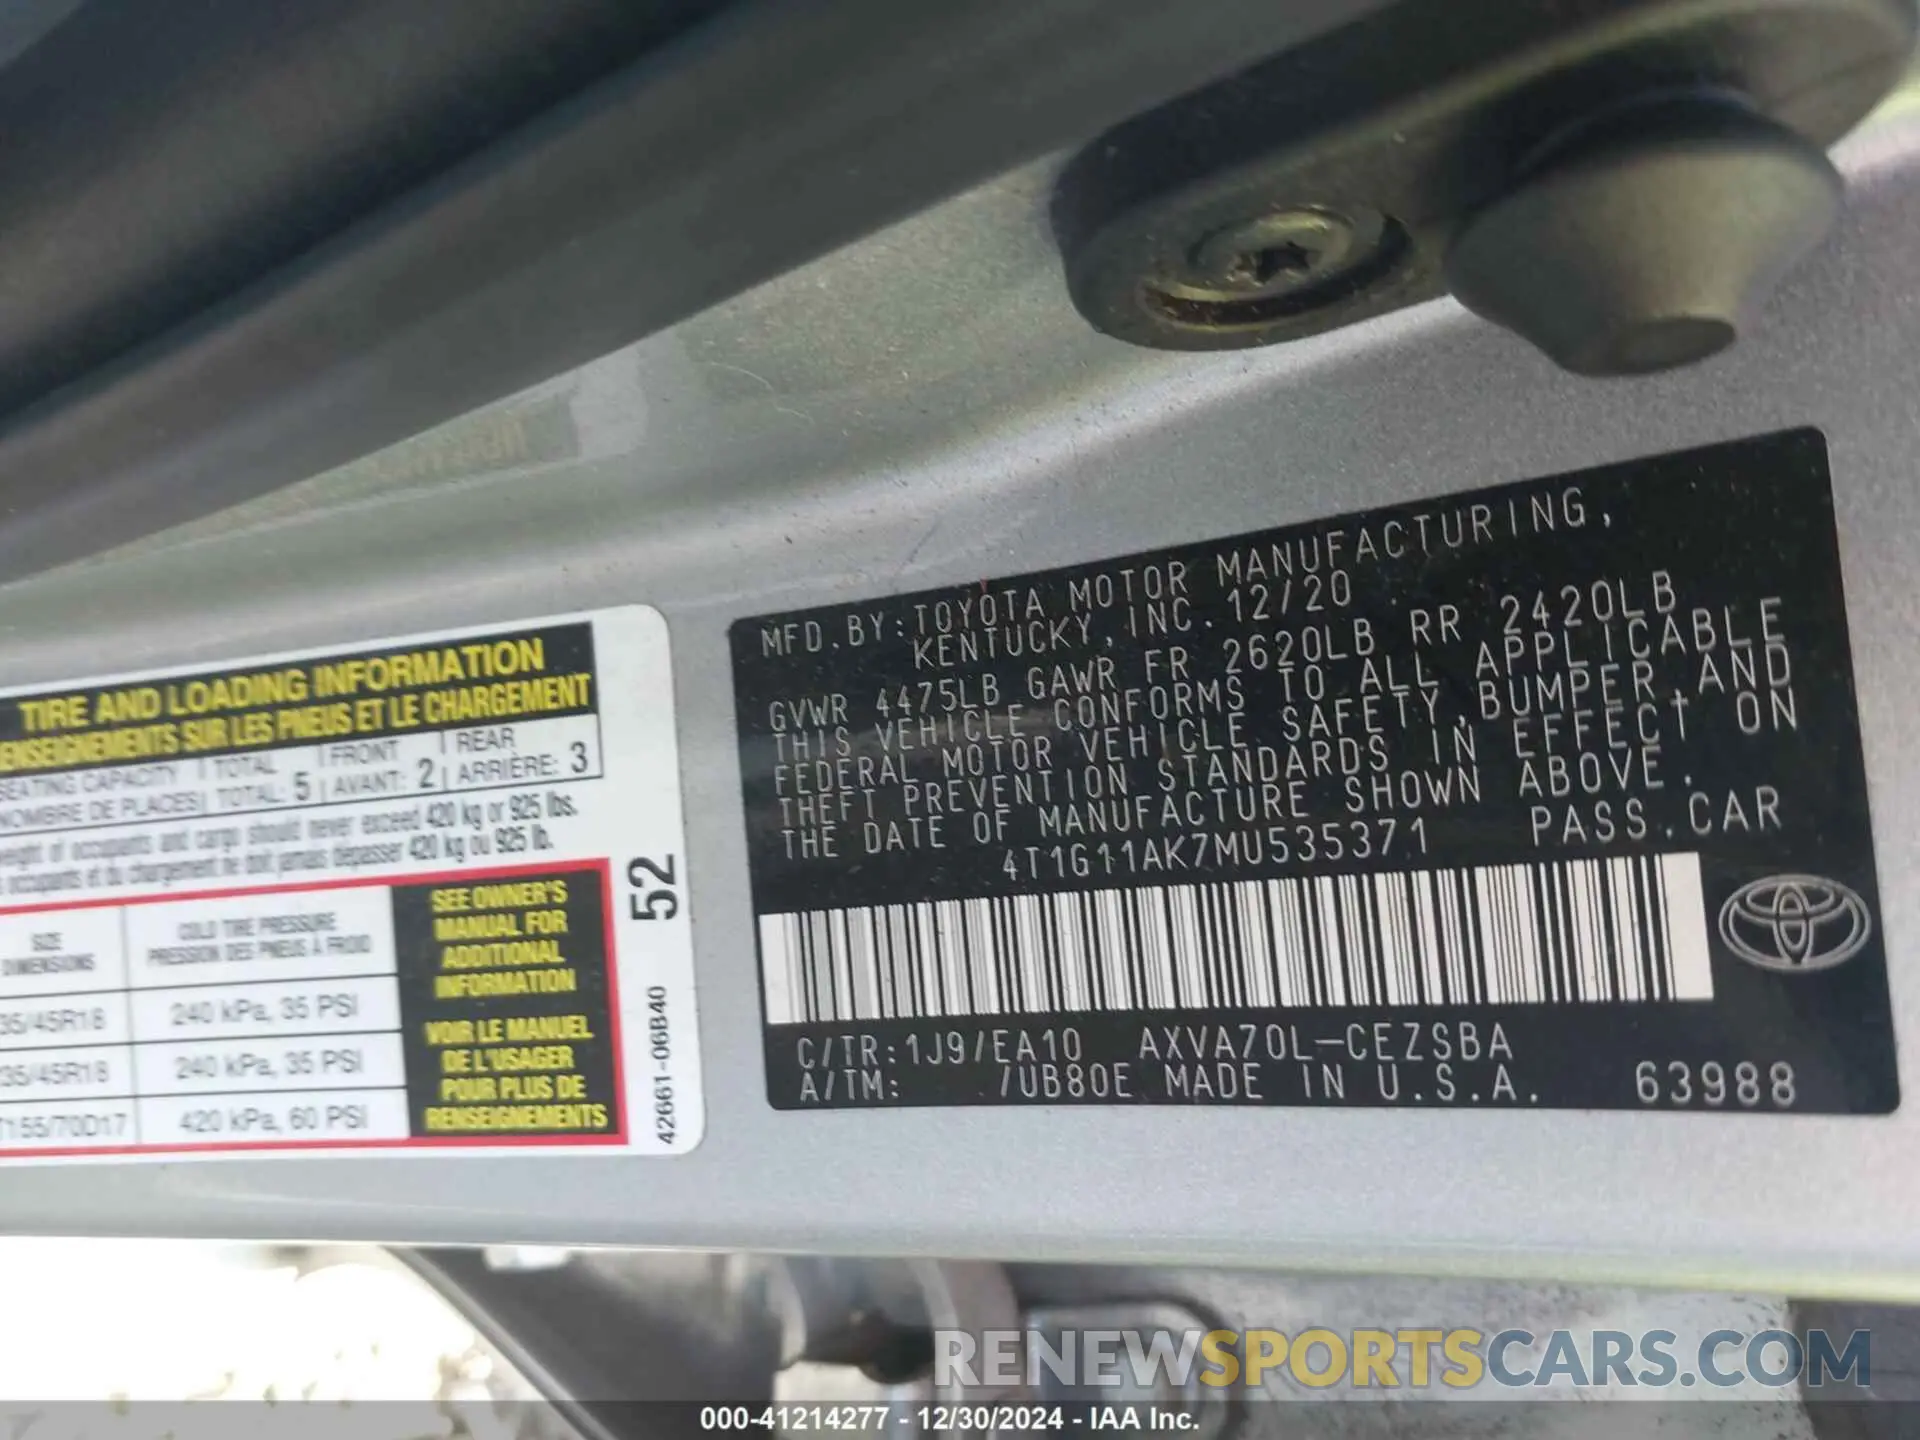 TIRE AND LOADING INFORMATION
RENSEIGNEMENTS SUR LES PNEUS ET LE CHARGEMENT
SEATING CAPACITY | TOTAL | FRONT | REAR
NOMBRE DE PLACES | TOTAL: 5 | AVANT: 2 | ARRIÈRE: 3
weight of occupants and cargo should never exceed 420 kg or 925 lbs.
occupants et du chargement ne doit jamais dépasser 420 kg ou 925 lb.
SIZE
DIMENSIONS
COLD TIRE PRESSURE
PRESSION DES PNEUS À FROID
35/45R18
240 kPa, 35 PSI
35/45R18
240 kPa, 35 PSI
T155/70D17
420 kPa, 60 PSI
SEE OWNER'S
MANUAL FOR
ADDITIONAL
INFORMATION
VOIR LE MANUEL
DE L'USAGER
POUR PLUS DE
RENSEIGNEMENTS
52
42661-06B40
MFD. BY: TOYOTA MOTOR MANUFACTURING,
KENTUCKY, INC. 12/20
GVWR 4475LB GAWR FR 2620LB RR 2420LB
THIS VEHICLE CONFORMS TO ALL APPLICABLE
FEDERAL MOTOR VEHICLE SAFETY, BUMPER, AND
THEFT PREVENTION STANDARDS IN EFFECT ON
THE DATE OF MANUFACTURE SHOWN ABOVE.
4T1G11AK7MU535371 PASS. CAR
C/TR: 1J9/EA10 AXVA70L-CEZSBA
A/TM: /UB80E MADE IN U.S.A. 63988
RENEWSPORTSCARS.COM
000-41214277 - 12/30/2024 - IAA Inc.